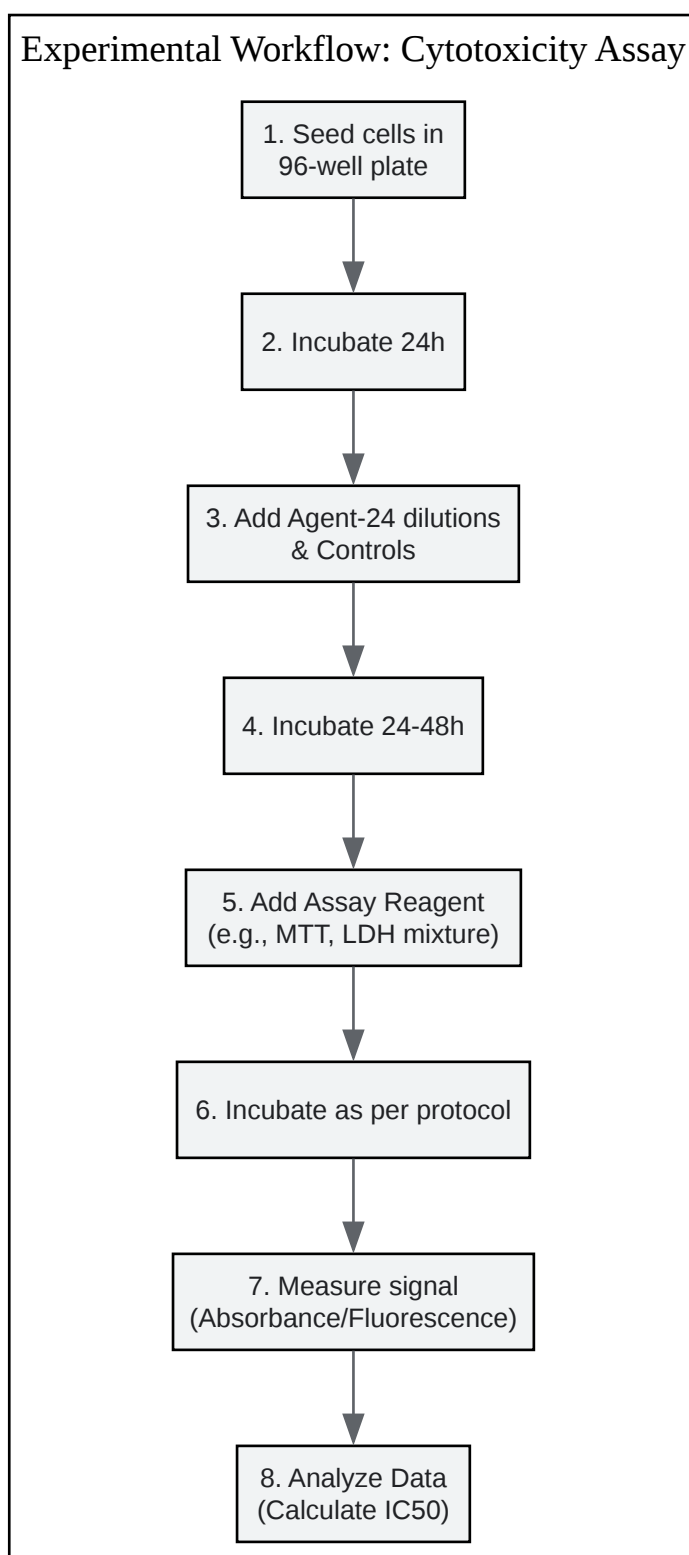 Experimental Workflow: Cytotoxicity Assay
1. Seed cells in
96-well plate
2. Incubate 24h
3. Add Agent-24 dilutions
& Controls
4. Incubate 24-48h
5. Add Assay Reagent
(e.g., MTT, LDH mixture)
6. Incubate as per protocol
7. Measure signal
(Absorbance/Fluorescence)
8. Analyze Data
(Calculate IC50)